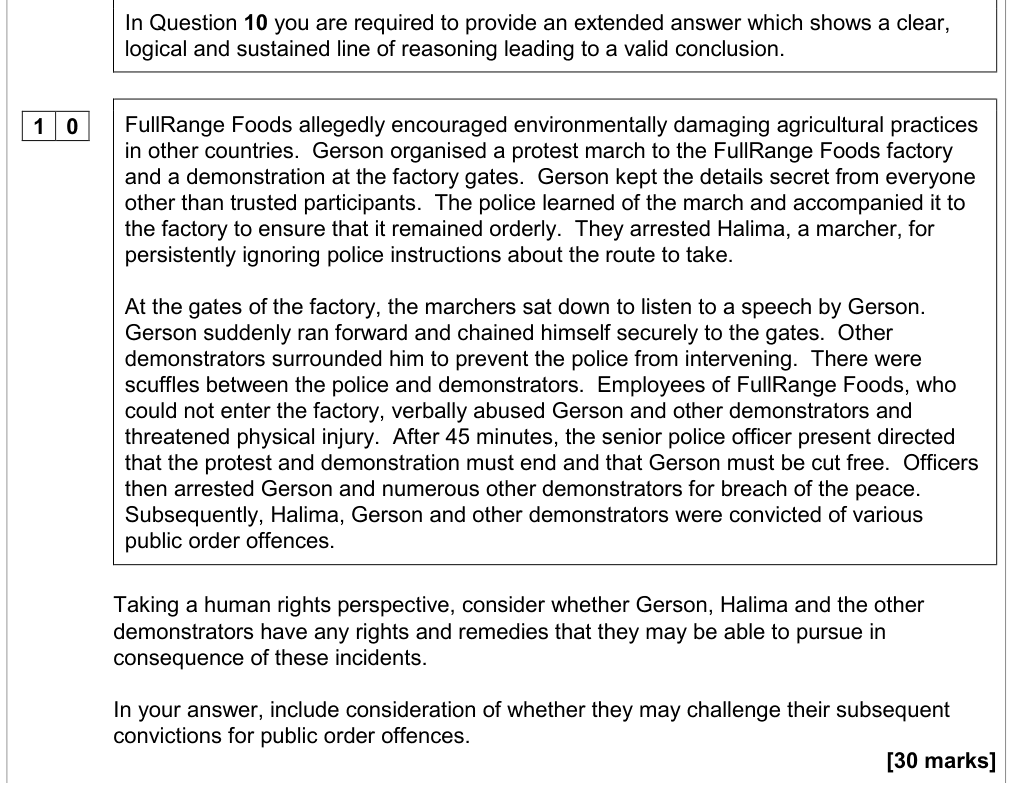 In Question 10 you are required to provide an extended answer which shows a clear,
logical and sustained line of reasoning leading to a valid conclusion.
1 0
FullRange Foods allegedly encouraged environmentally damaging agricultural practices
in other countries.  Gerson organised a protest march to the FullRange Foods factory
and a demonstration at the factory gates.  Gerson kept the details secret from everyone
other than trusted participants.  The police learned of the march and accompanied it to
the factory to ensure that it remained orderly.  They arrested Halima, a marcher, for
persistently ignoring police instructions about the route to take.
At the gates of the factory, the marchers sat down to listen to a speech by Gerson.
Gerson suddenly ran forward and chained himself securely to the gates.  Other
demonstrators surrounded him to prevent the police from intervening.  There were
scuffles between the police and demonstrators.  Employees of FullRange Foods, who
could not enter the factory, verbally abused Gerson and other demonstrators and
threatened physical injury.  After 45 minutes, the senior police officer present directed
that the protest and demonstration must end and that Gerson must be cut free.  Officers
then arrested Gerson and numerous other demonstrators for breach of the peace.
Subsequently, Halima, Gerson and other demonstrators were convicted of various
public order offences.
Taking a human rights perspective, consider whether Gerson, Halima and the other
demonstrators have any rights and remedies that they may be able to pursue in
consequence of these incidents.
In your answer, include consideration of whether they may challenge their subsequent
convictions for public order offences.
[30 marks]